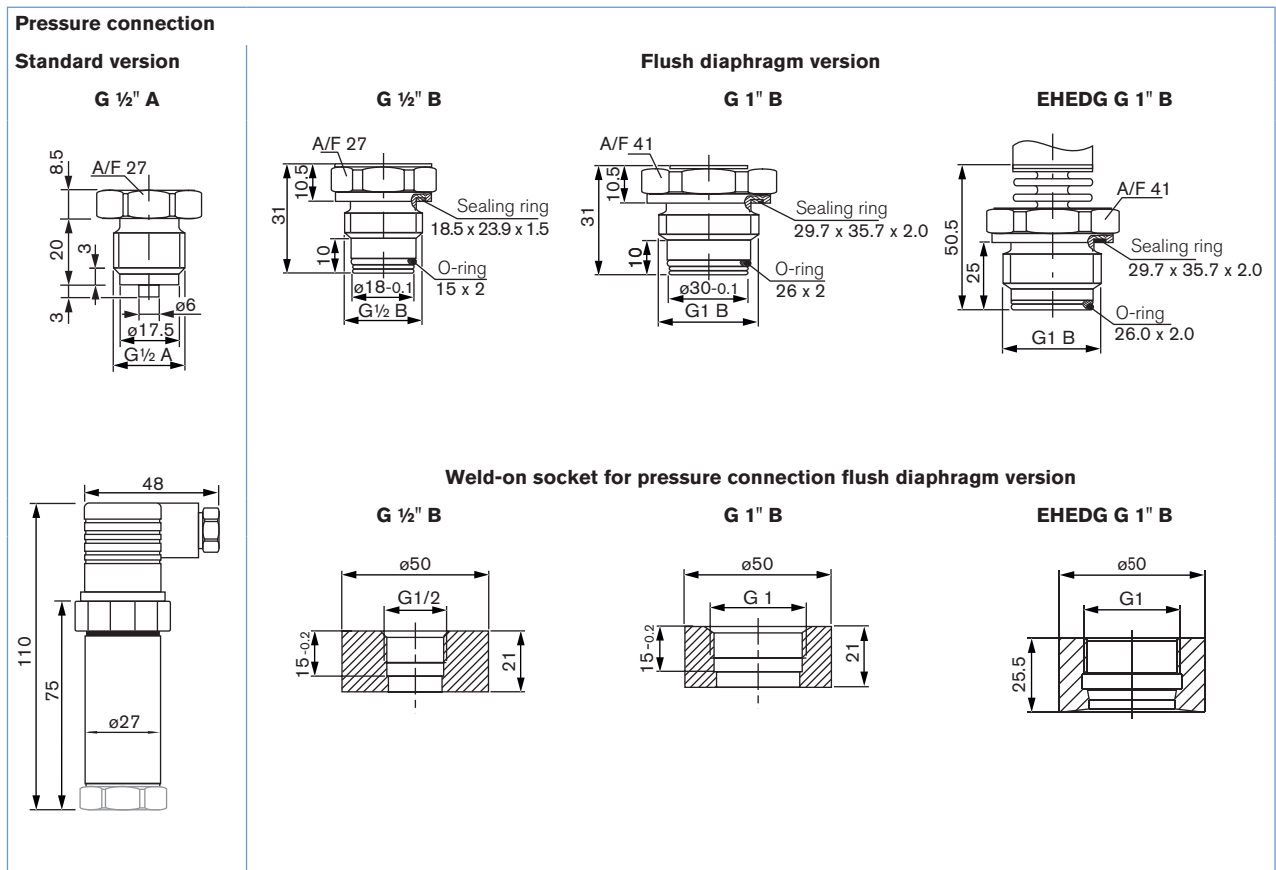 Pressure connection
Standard version
Flush diaphragm version
G ½" A
G ½" B
G 1" B
EHEDG G 1" B
8.5
A/F 27
20
3
3
ø6
ø17.5
G½ A
A/F 27
10.5
31
10
Sealing ring
18.5 x 23.9 x 1.5
O-ring
15 x 2
ø18-0.1
G½ B
A/F 41
10.5
31
10
Sealing ring
29.7 x 35.7 x 2.0
O-ring
26 x 2
ø30-0.1
G1 B
A/F 41
50.5
25
Sealing ring
29.7 x 35.7 x 2.0
O-ring
26.0 x 2.0
G1 B
48
110
75
ø27
Weld-on socket for pressure connection flush diaphragm version
G ½" B
G 1" B
EHEDG G 1" B
ø50
G1/2
15-0.2
21
ø50
G 1
15-0.2
21
ø50
G1
25.5